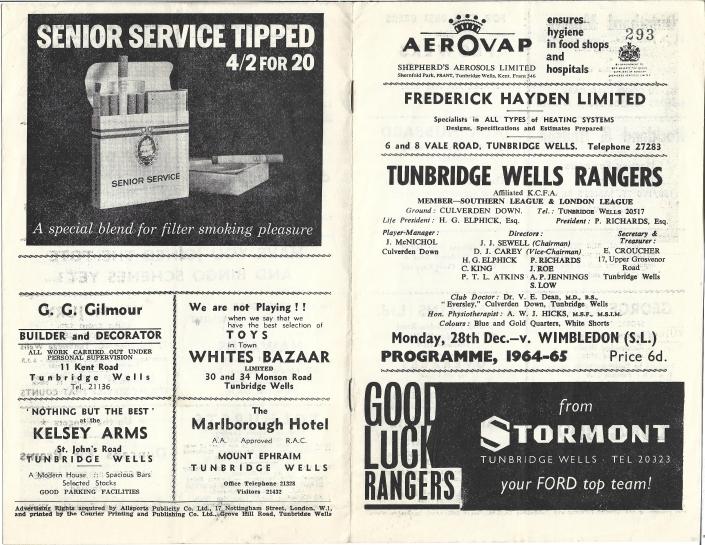 SENIOR SERVICE TIPPED
4/2 FOR 20
SENIOR SERVICE
A special blend for filter smoking pleasure
G. G. Gilmour
BUILDER and DECORATOR
ALL WORK CARRIED OUT UNDER
PERSONAL SUPERVISION
11 Kent Road
Tunbridge Wells
Tel. 21136
We are not Playing ! !
when we say that we
have the best selection of
TOYS
in Town
WHITES BAZAAR
LIMITED
30 and 34 Monson Road
Tunbridge Wells
'NOTHING BUT THE BEST'
at the
KELSEY ARMS
St. John's Road
TUNBRIDGE WELLS
A Modern House :: Spacious Bars
Selected Stocks
GOOD PARKING FACILITIES
The
Marlborough Hotel
A.A. Approved R.A.C.
MOUNT EPHRAIM
TUNBRIDGE WELLS
Office Telephone 21328
Visitors 21432
Advertising Rights acquired by Allsports Publicity Co. Ltd., 17, Nottingham Street, London, W.1,
and printed by the Courier Printing and Publishing Co. Ltd., Grove Hill Road, Tunbridge Wells
AEROVAP
SHEPHERD'S AEROSOLS LIMITED
Shernfold Park, FRANT, Tunbridge Wells, Kent. Frant 346
ensures
hygiene
in food shops
and
hospitals
293
FREDERICK HAYDEN LIMITED
Specialists in ALL TYPES of HEATING SYSTEMS
Designs, Specifications and Estimates Prepared
6 and 8 VALE ROAD, TUNBRIDGE WELLS. Telephone 27283
TUNBRIDGE WELLS RANGERS
Affiliated K.C.F.A.
MEMBER—SOUTHERN LEAGUE & LONDON LEAGUE
Ground : CULVERDEN DOWN. Tel. : TUNBRIDGE WELLS 20517
Life President : H. G. ELPHICK, Esq. President : P. RICHARDS, Esq.
Player-Manager : Directors : Secretary &
Treasurer :
J. McNICHOL J. J. SEWELL (Chairman) E. CROUCHER
Culverden Down D. J. CAREY (Vice-Chairman) 17, Upper Grosvenor
H. G. ELPHICK P. RICHARDS Road
C. KING J. ROE Tunbridge Wells
P. T. L. ATKINS A. P. JENNINGS
S. LOW
Club Doctor : Dr. V. E. Dean, M.D., B.S.,
"Eversley," Culverden Down, Tunbridge Wells
Hon. Physiotherapist : A. W. J. HICKS, M.S.F., M.S.I.M.
Colours : Blue and Gold Quarters, White Shorts
Monday, 28th Dec.—v. WIMBLEDON (S.L.)
PROGRAMME, 1964-65 Price 6d.
GOOD
LUCK
RANGERS
from
STORMONT
TUNBRIDGE WELLS · TEL 20323
your FORD top team!